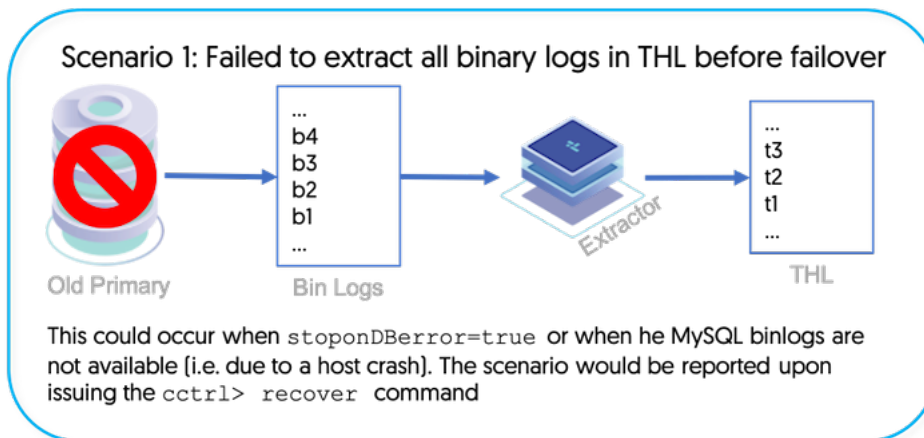 Scenario 1: Failed to extract all binary logs in THL before failover
...
b4
b3
b2
b1
...
...
t3
t2
t1
...
Old Primary
Bin Logs
Extractor
THL
This could occur when stoponDBerror=true or when he MySQL binlogs are
not available (i.e. due to a host crash). The scenario would be reported upon
issuing the cctrl> recover command